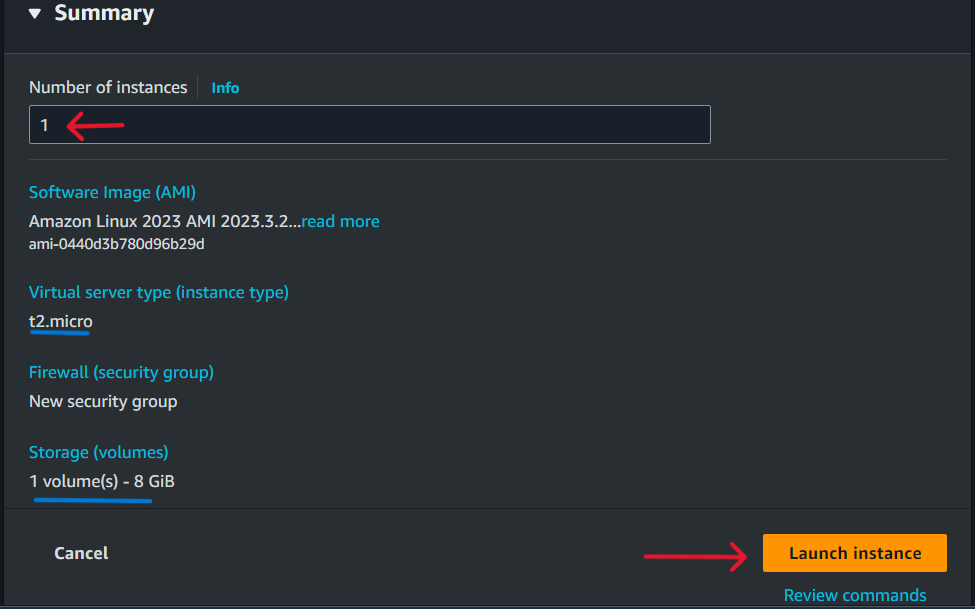 Summary
Number of instances Info
1
Software Image (AMI)
Amazon Linux 2023 AMI 2023.3.2...read more
ami-0440d3b780d96b29d
Virtual server type (instance type)
t2.micro
Firewall (security group)
New security group
Storage (volumes)
1 volume(s) - 8 GiB
Cancel
Launch instance
Review commands